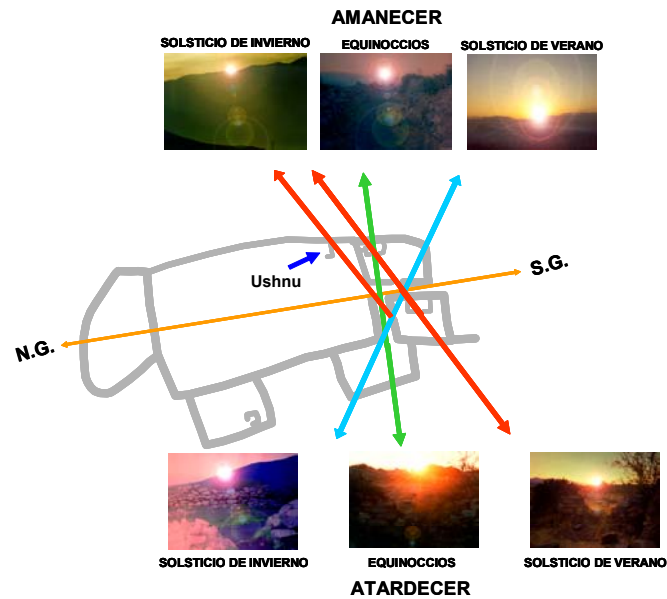 AMANECER
SOLSTICIO DE INVIERNO
EQUINOCCIOS
SOLSTICIO DE VERANO
Ushnu
S.G.
N.G.
SOLSTICIO DE INVIERNO
EQUINOCCIOS
SOLSTICIO DE VERANO
ATARDECER